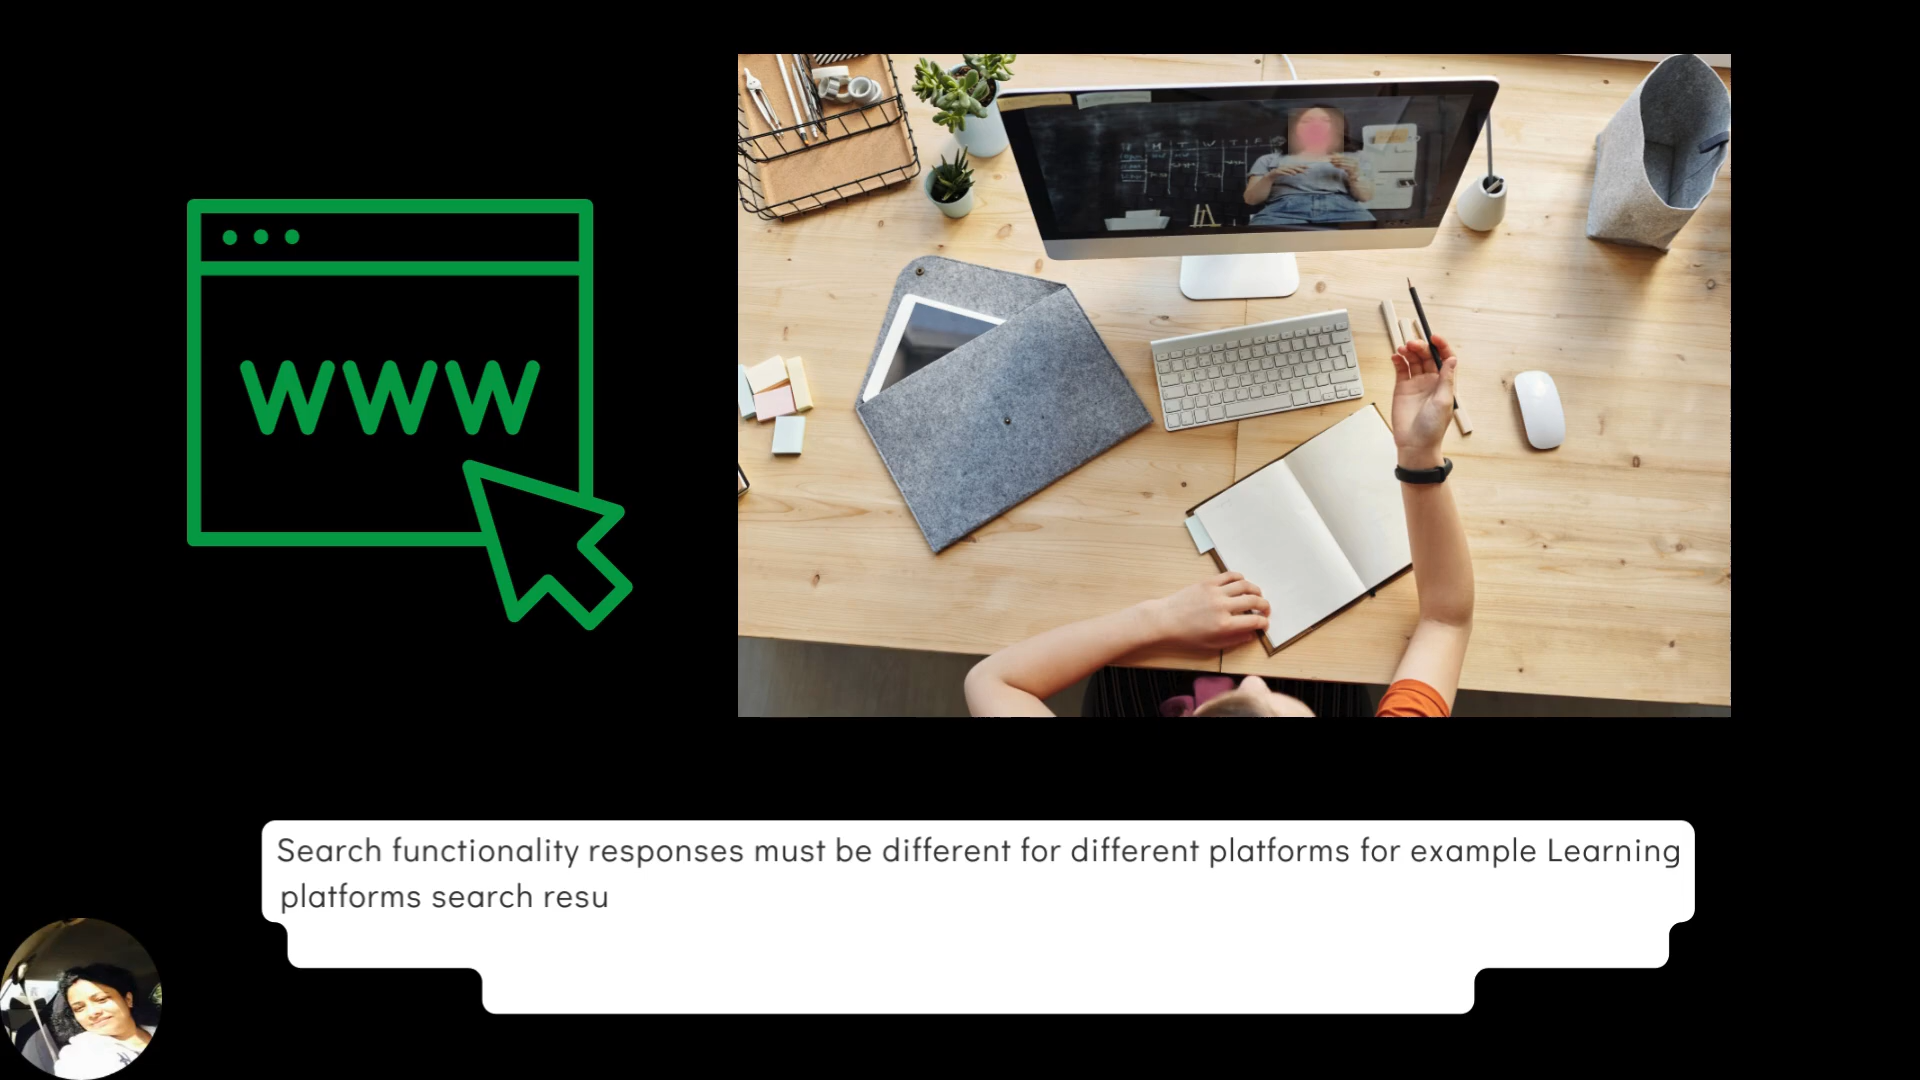 WWW
Search functionality responses must be different for different platforms for example Learning
platforms search resu